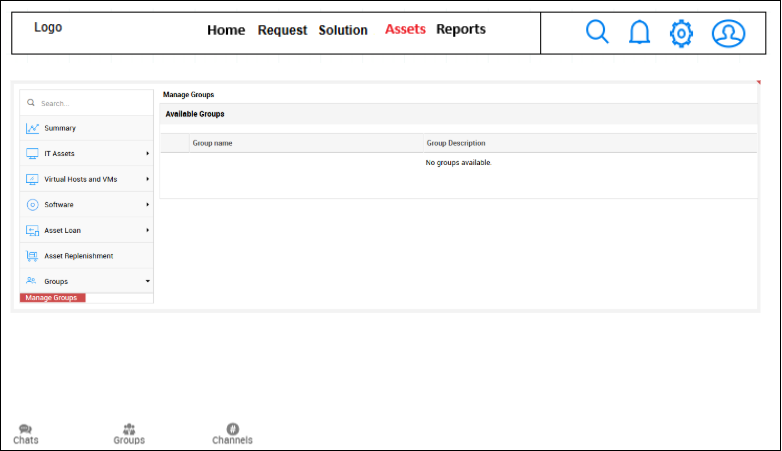 Logo
Home Request Solution Assets Reports
Search...
Summary
IT Assets
Virtual Hosts and VMs
Software
Asset Loan
Asset Replenishment
Groups
Manage Groups
Manage Groups
Available Groups
Group name Group Description
No groups available.
Chats Groups Channels